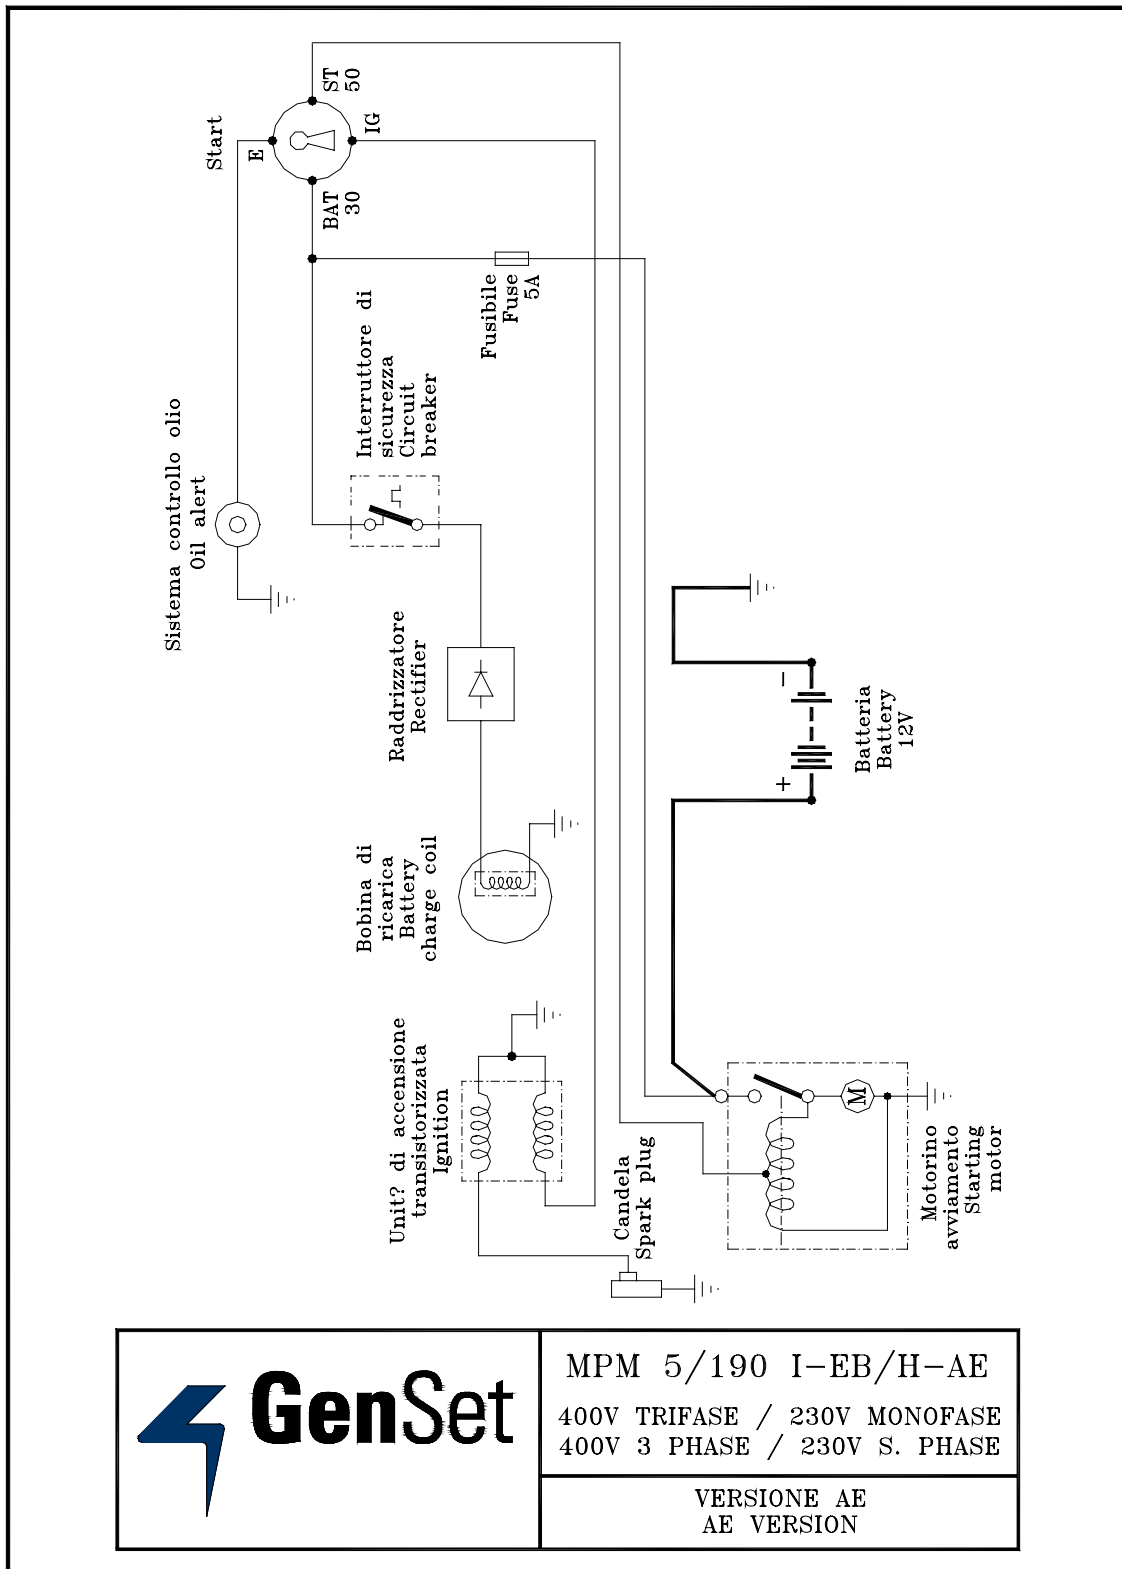 Start
E
ST
50
IG
BAT
30
Fusibile
Fuse
5A
Interruttore di
sicurezza
Circuit
breaker
Sistema controllo olio
Oil alert
Raddrizzatore
Rectifier
Bobina di
ricarica
Battery
charge coil
Batteria
Battery
12V
-
+
Unit? di accensione
transistorizzata
Ignition
Candela
Spark plug
M
Motorino
avviamento
Starting
motor
GenSet
MPM 5/190 I-EB/H-AE
400V TRIFASE / 230V MONOFASE
400V 3 PHASE / 230V S. PHASE
VERSIONE AE
AE VERSION